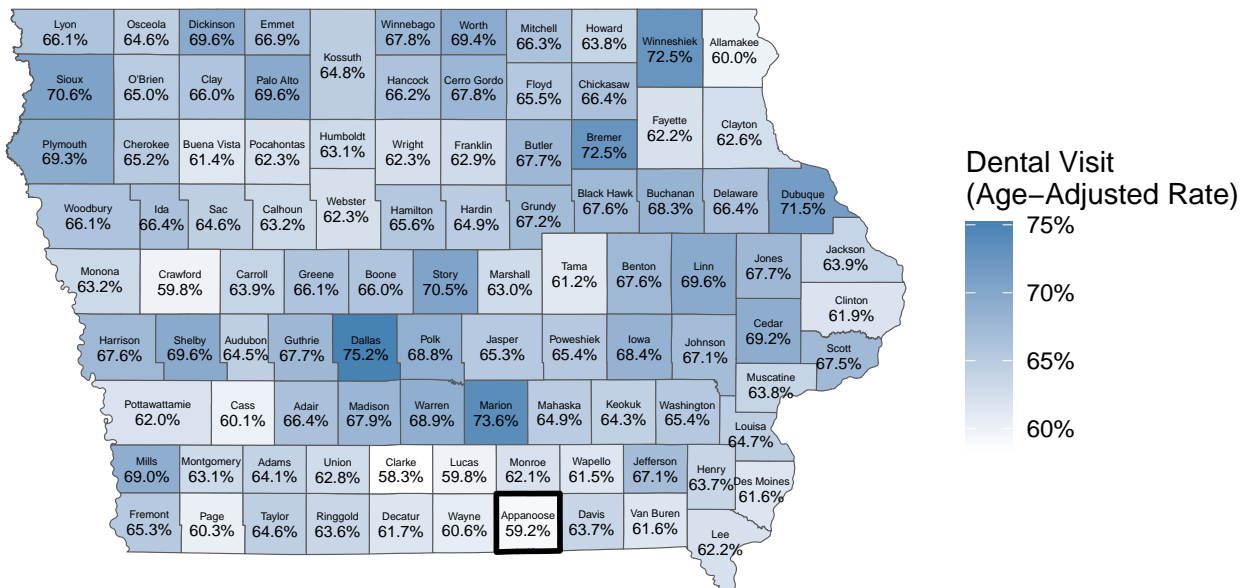 Lyon
66.1%
Osceola
64.6%
Dickinson
69.6%
Emmet
66.9%
Kossuth
64.8%
Winnebago
67.8%
Worth
69.4%
Mitchell
66.3%
Howard
63.8%
Winneshiek
72.5%
Allamakee
60.0%
Sioux
70.6%
O'Brien
65.0%
Clay
66.0%
Palo Alto
69.6%
Hancock
66.2%
Cerro Gordo
67.8%
Floyd
65.5%
Chickasaw
66.4%
Fayette
62.2%
Clayton
62.6%
Plymouth
69.3%
Cherokee
65.2%
Buena Vista
61.4%
Pocahontas
62.3%
Humboldt
63.1%
Wright
62.3%
Franklin
62.9%
Butler
67.7%
Bremer
72.5%
Woodbury
66.1%
Ida
66.4%
Sac
64.6%
Calhoun
63.2%
Webster
62.3%
Hamilton
65.6%
Hardin
64.9%
Grundy
67.2%
Black Hawk
67.6%
Buchanan
68.3%
Delaware
66.4%
Dubuque
71.5%
Monona
63.2%
Crawford
59.8%
Carroll
63.9%
Greene
66.1%
Boone
66.0%
Story
70.5%
Marshall
63.0%
Tama
61.2%
Benton
67.6%
Linn
69.6%
Jones
67.7%
Jackson
63.9%
Clinton
61.9%
Harrison
67.6%
Shelby
69.6%
Audubon
64.5%
Guthrie
67.7%
Dallas
75.2%
Polk
68.8%
Jasper
65.3%
Poweshiek
65.4%
Iowa
68.4%
Johnson
67.1%
Cedar
69.2%
Scott
67.5%
Muscatine
63.8%
Pottawattamie
62.0%
Cass
60.1%
Adair
66.4%
Madison
67.9%
Warren
68.9%
Marion
73.6%
Mahaska
64.9%
Keokuk
64.3%
Washington
65.4%
Louisa
64.7%
Mills
69.0%
Montgomery
63.1%
Adams
64.1%
Union
62.8%
Clarke
58.3%
Lucas
59.8%
Monroe
62.1%
Wapello
61.5%
Jefferson
67.1%
Henry
63.7%
Des Moines
61.6%
Fremont
65.3%
Page
60.3%
Taylor
64.6%
Ringgold
63.6%
Decatur
61.7%
Wayne
60.6%
Appanoose
59.2%
Davis
63.7%
Van Buren
61.6%
Lee
62.2%
Dental Visit
(Age−Adjusted Rate)
75%
70%
65%
60%